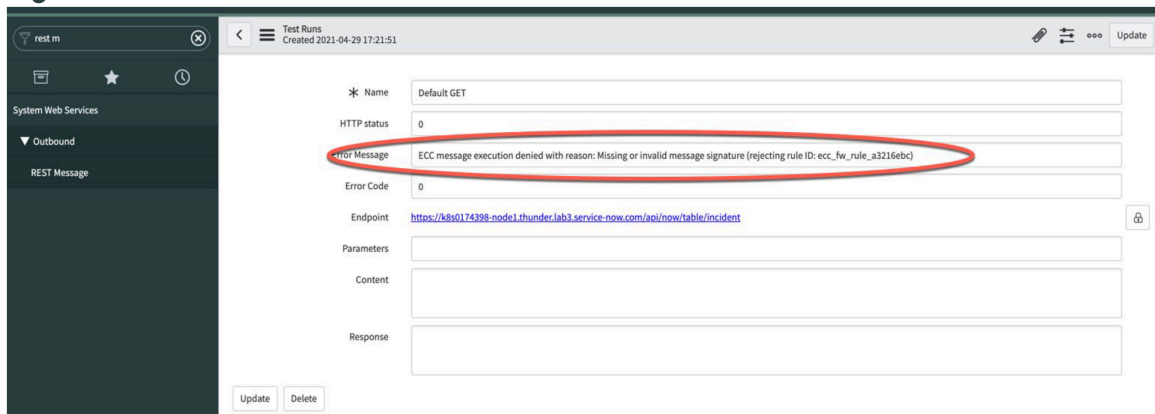 rest m
Test Runs
Created 2021-04-29 17:21:51
Update
System Web Services
Outbound
REST Message
Name
Default GET
HTTP status
0
Error Message
ECC message execution denied with reason: Missing or invalid message signature (rejecting rule ID: ecc_fw_rule_a3216ebc)
Error Code
0
Endpoint
https://k8s0174398-node1.thunder.lab3.service-now.com/api/now/table/incident
Parameters
Content
Response
Update
Delete